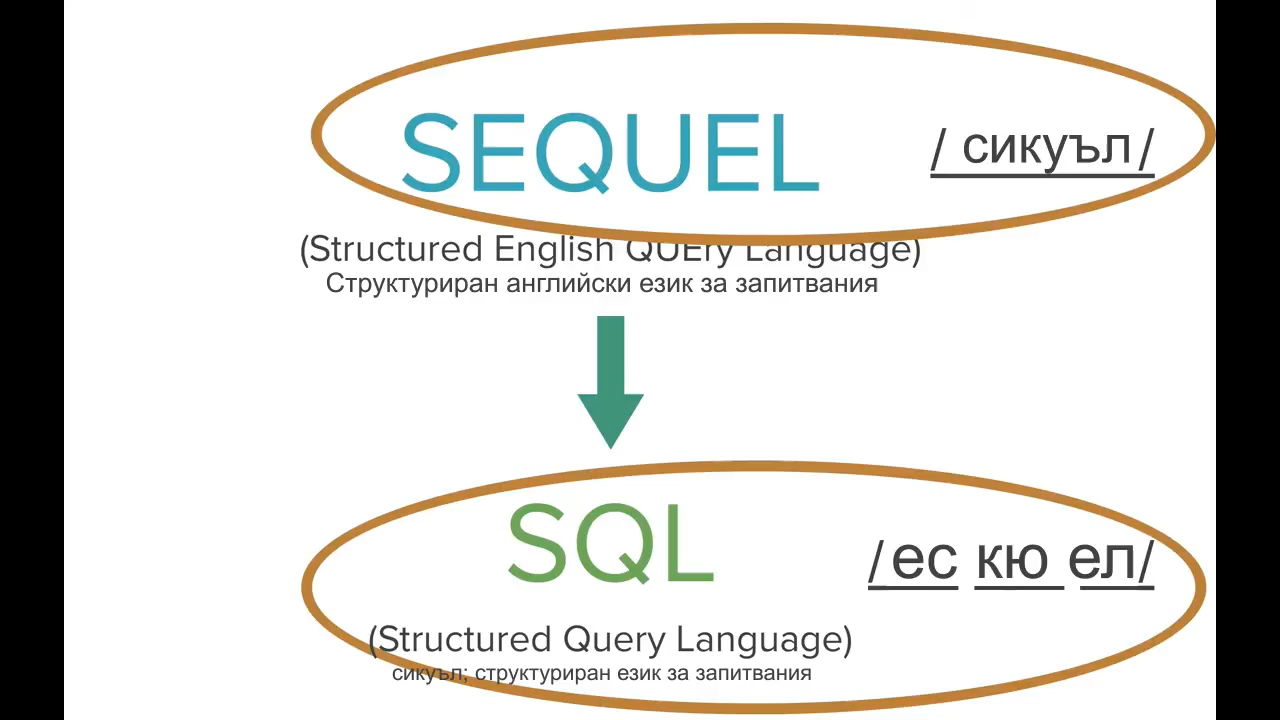 SEQUEL /сикуъл/
(Structured English QUEry Language)
Структуриран английски език за запитвания
SQL /ес кю ел/
(Structured Query Language)
сикуъл; структуриран език за запитвания